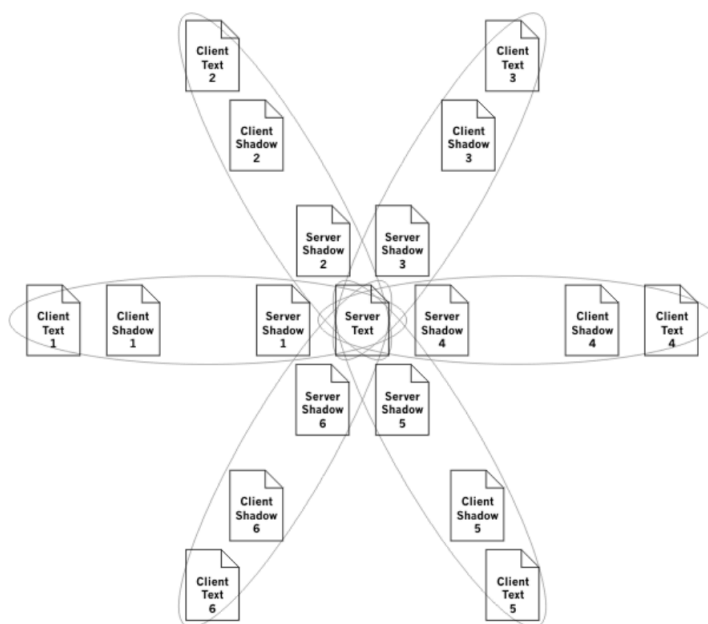 Client
Text
2
Client
Text
3
Client
Shadow
2
Client
Shadow
3
Server
Shadow
2
Server
Shadow
3
Client
Text
1
Client
Shadow
1
Server
Shadow
1
Server
Text
Server
Shadow
4
Client
Shadow
4
Client
Text
4
Server
Shadow
6
Server
Shadow
5
Client
Shadow
6
Client
Shadow
5
Client
Text
6
Client
Text
5